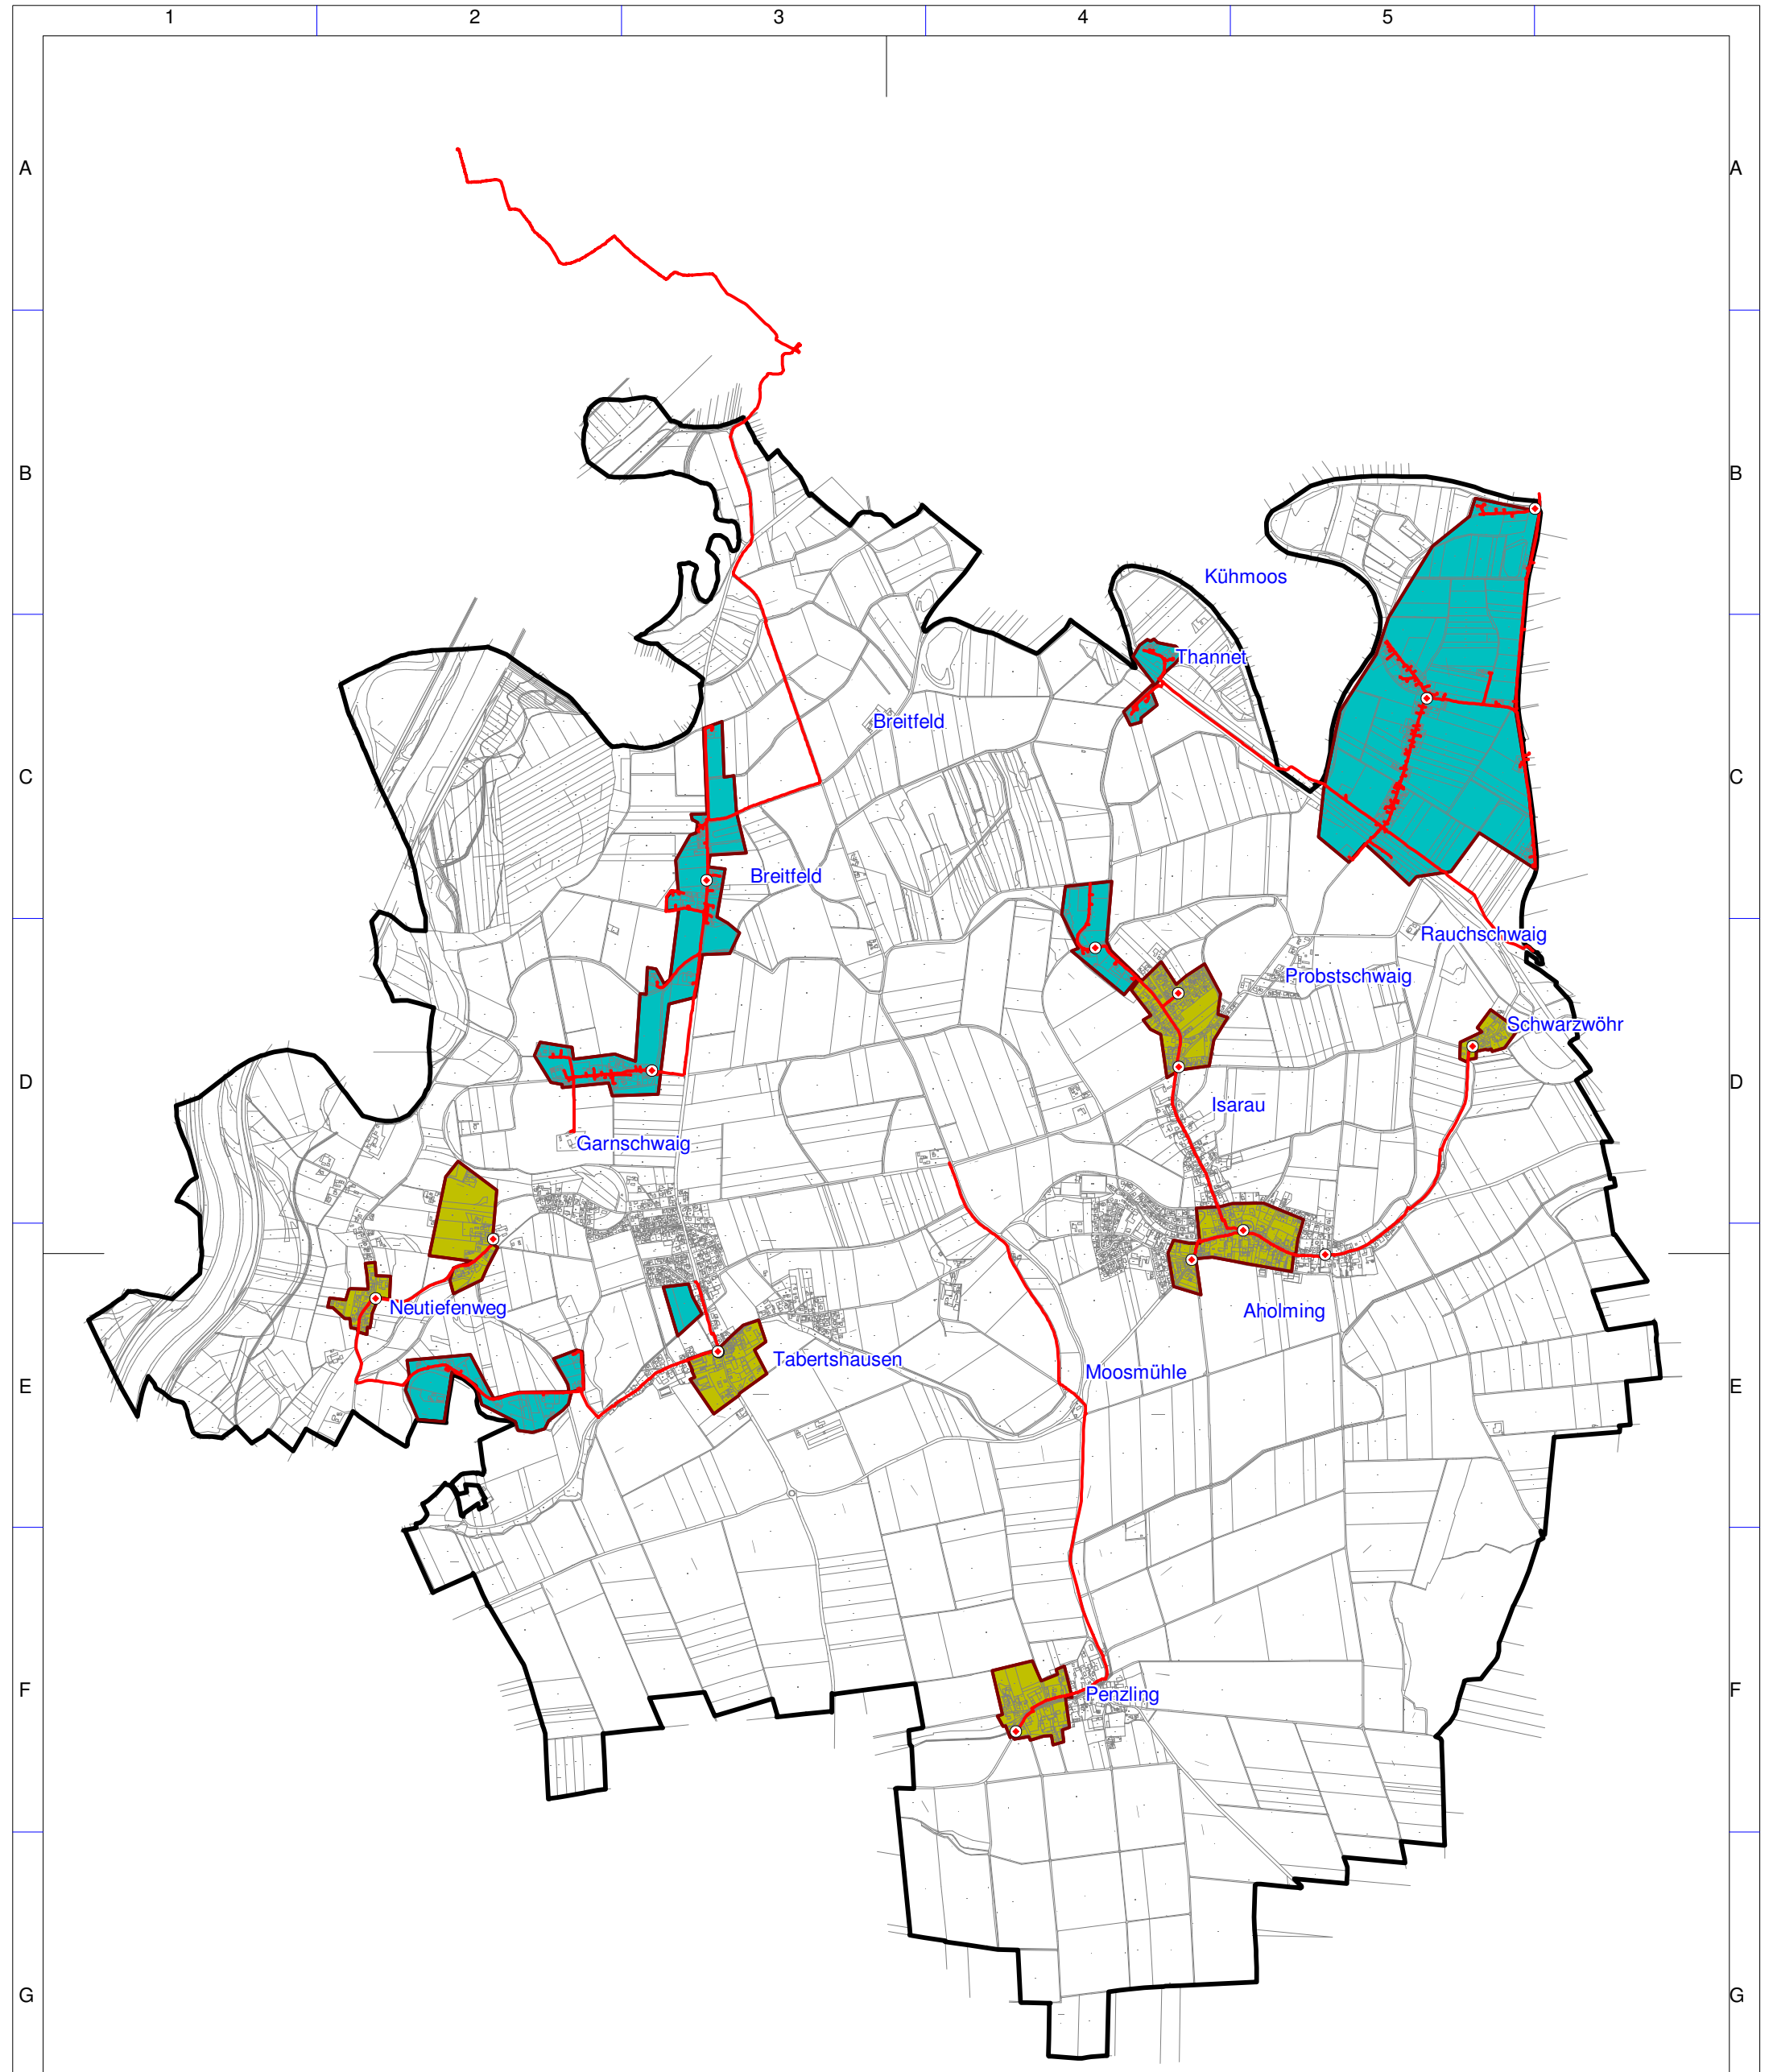 1 2 3 4 5
A A
B B
Kühmoos
Thannet
Breitfeld
C C
Breitfeld
Rauchschwaig
Probstschwaig
Schwarzwöhr
D D
Isarau
Garnschwaig
Neutiefenweg
Aholming
Tabertshausen
Moosmühle
E E
F F
Penzling
G G